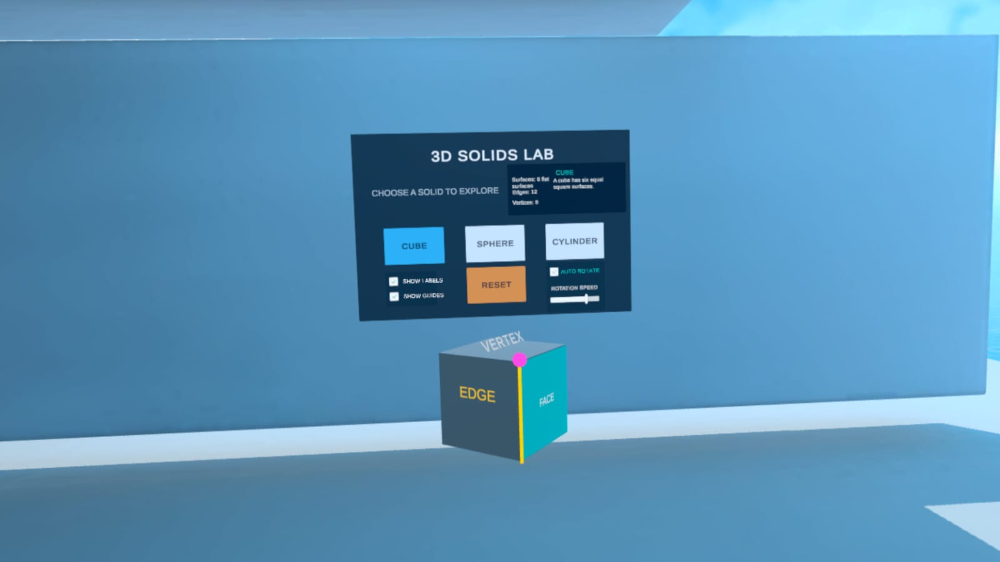 3D SOLIDS LAB
CHOOSE A SOLID TO EXPLORE
CUBE
Surfaces: 6 flat
surfaces
Edges: 12
Vertices: 8
A cube has six equal
square surfaces.
CUBE
SPHERE
CYLINDER
SHOW LABELS
SHOW GUIDES
RESET
AUTO ROTATE
ROTATION SPEED
VERTEX
EDGE
FACE